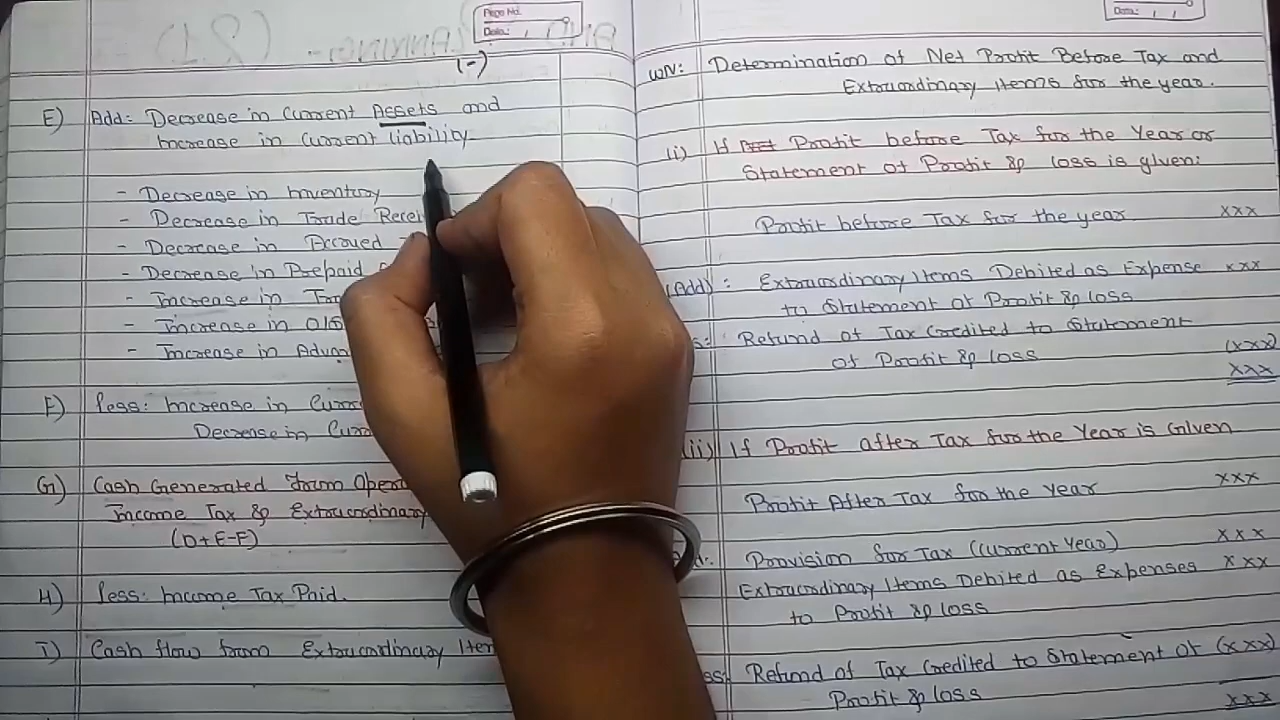 Page No.
Date: , ,
(-)
E) Add: Decrease in Current Assets and
Increase in Current liability
- Decrease in Inventory
- Decrease in Trade
- Decrease in Accrued
- Decrease in Prepaid
- Increase in
- Increase in O/S
- Increase in
F) less: Increase in
Decrease in
G) Cash Generated from
Income Tax & Extraordinary
(D+E-F)
H) less: Income Tax Paid.
I) Cash flow from Extraordinary
Date: , ,
WN: Determination of Net Profit Before Tax and
Extraordinary Items for the year.
(i) If Profit before Tax for the Year or
Statement of Profit & loss is given:
Profit before Tax for the year xxx
(Add): Extraordinary Items Debited as Expense xxx
to Statement of Profit & loss
Refund of Tax Credited to Statement
of Profit & loss (xxx)
xxx
(ii) If Profit after Tax for the Year is Given
Profit After Tax for the Year xxx
Provision for Tax (Current Year) xxx
Extraordinary Items Debited as Expenses xxx
to Profit & loss
Refund of Tax Credited to Statement of (xxx)
Profit & loss xxx